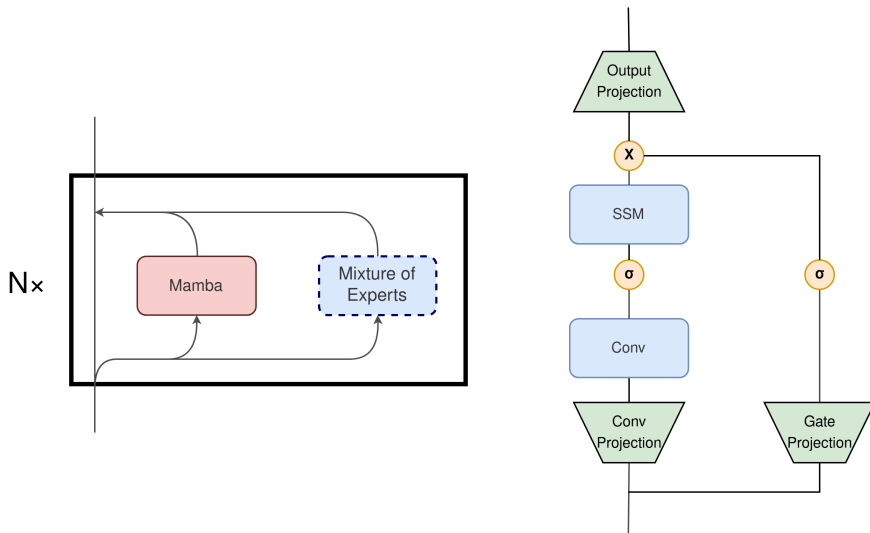 N×
Mamba
Mixture of
Experts
Output
Projection
X
SSM
σ
σ
Conv
Conv
Projection
Gate
Projection